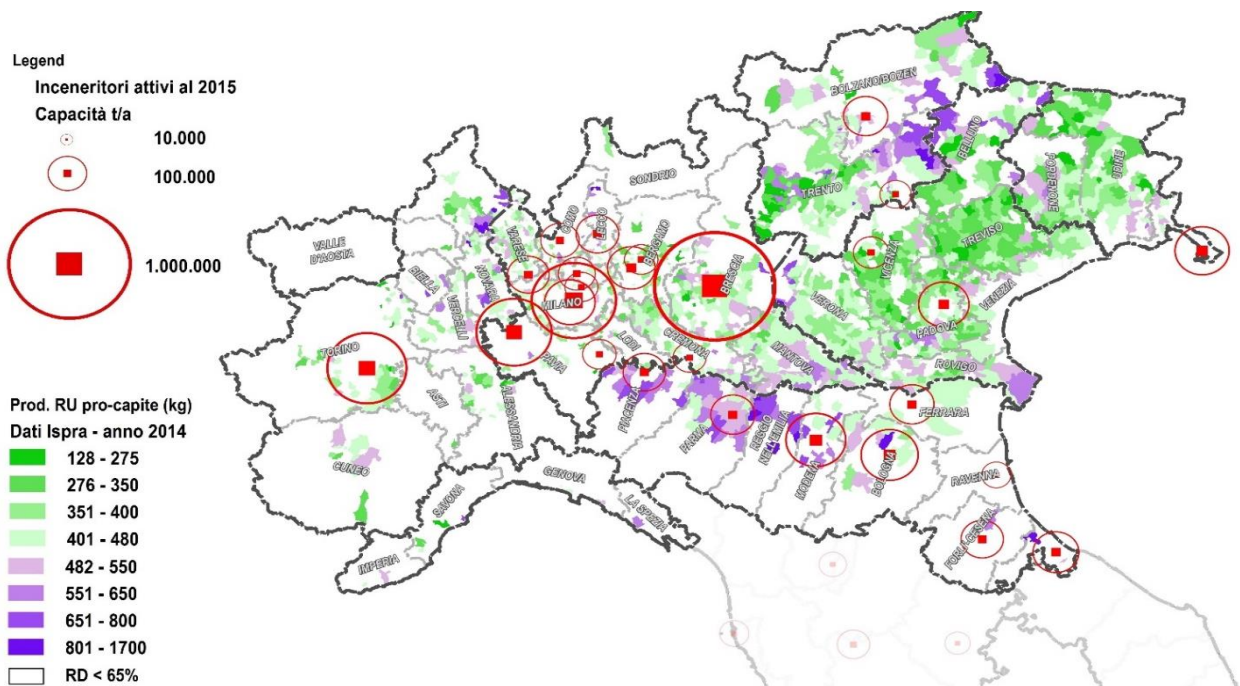 Legend
Inceneritori attivi al 2015
Capacità t/a
10.000
100.000
1.000.000
Prod. RU pro-capite (kg)
Dati Ispra - anno 2014
128 - 275
276 - 350
351 - 400
401 - 480
482 - 550
551 - 650
651 - 800
801 - 1700
RD < 65%
BOLZANO/BOZEN
BELLUNO
UDINE
PORDENONE
SONDRIO
TRENTO
TREVISO
VALLE
D'AOSTA
VARESE
COMO
LECCO
BERGAMO
BRESCIA
VICENZA
VERONA
VENEZIA
PADOVA
BIELLA
NOVARA
VERCELLI
MILANO
LODI
CREMONA
MANTOVA
ROVIGO
TORINO
PAVIA
ASTI
ALESSANDRIA
PIACENZA
PARMA
REGGIO
NELL'EMILIA
MODENA
BOLOGNA
FERRARA
RAVENNA
CUNEO
SAVONA
GENOVA
LA SPEZIA
IMPERIA
FORLI'-CESENA